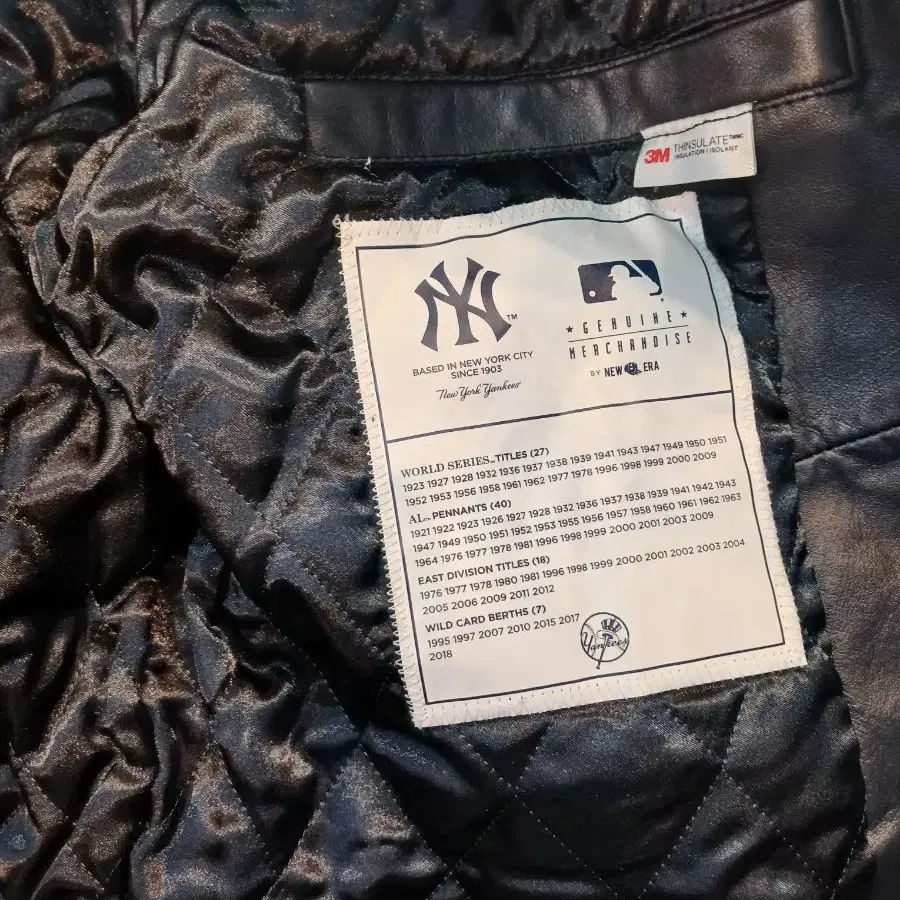 3M THINSULATE™
INSULATION | ISOLANT
NY™
BASED IN NEW YORK CITY
SINCE 1903
New York Yankees
★ GENUINE ★
MERCHANDISE
BY NEW ERA
WORLD SERIES™ TITLES (27)
1923 1927 1928 1932 1936 1937 1938 1939 1941 1943 1947 1949 1950 1951
1952 1953 1956 1958 1961 1962 1977 1978 1996 1998 1999 2000 2009
AL™ PENNANTS (40)
1921 1922 1923 1926 1927 1928 1932 1936 1937 1938 1939 1941 1942 1943
1947 1949 1950 1951 1952 1953 1955 1956 1957 1958 1960 1961 1962 1963
1964 1976 1977 1978 1981 1996 1998 1999 2000 2001 2003 2009
EAST DIVISION TITLES (18)
1976 1977 1978 1980 1981 1996 1998 1999 2000 2001 2002 2003 2004
2005 2006 2009 2011 2012
WILD CARD BERTHS (7)
1995 1997 2007 2010 2015 2017
2018
Yankees